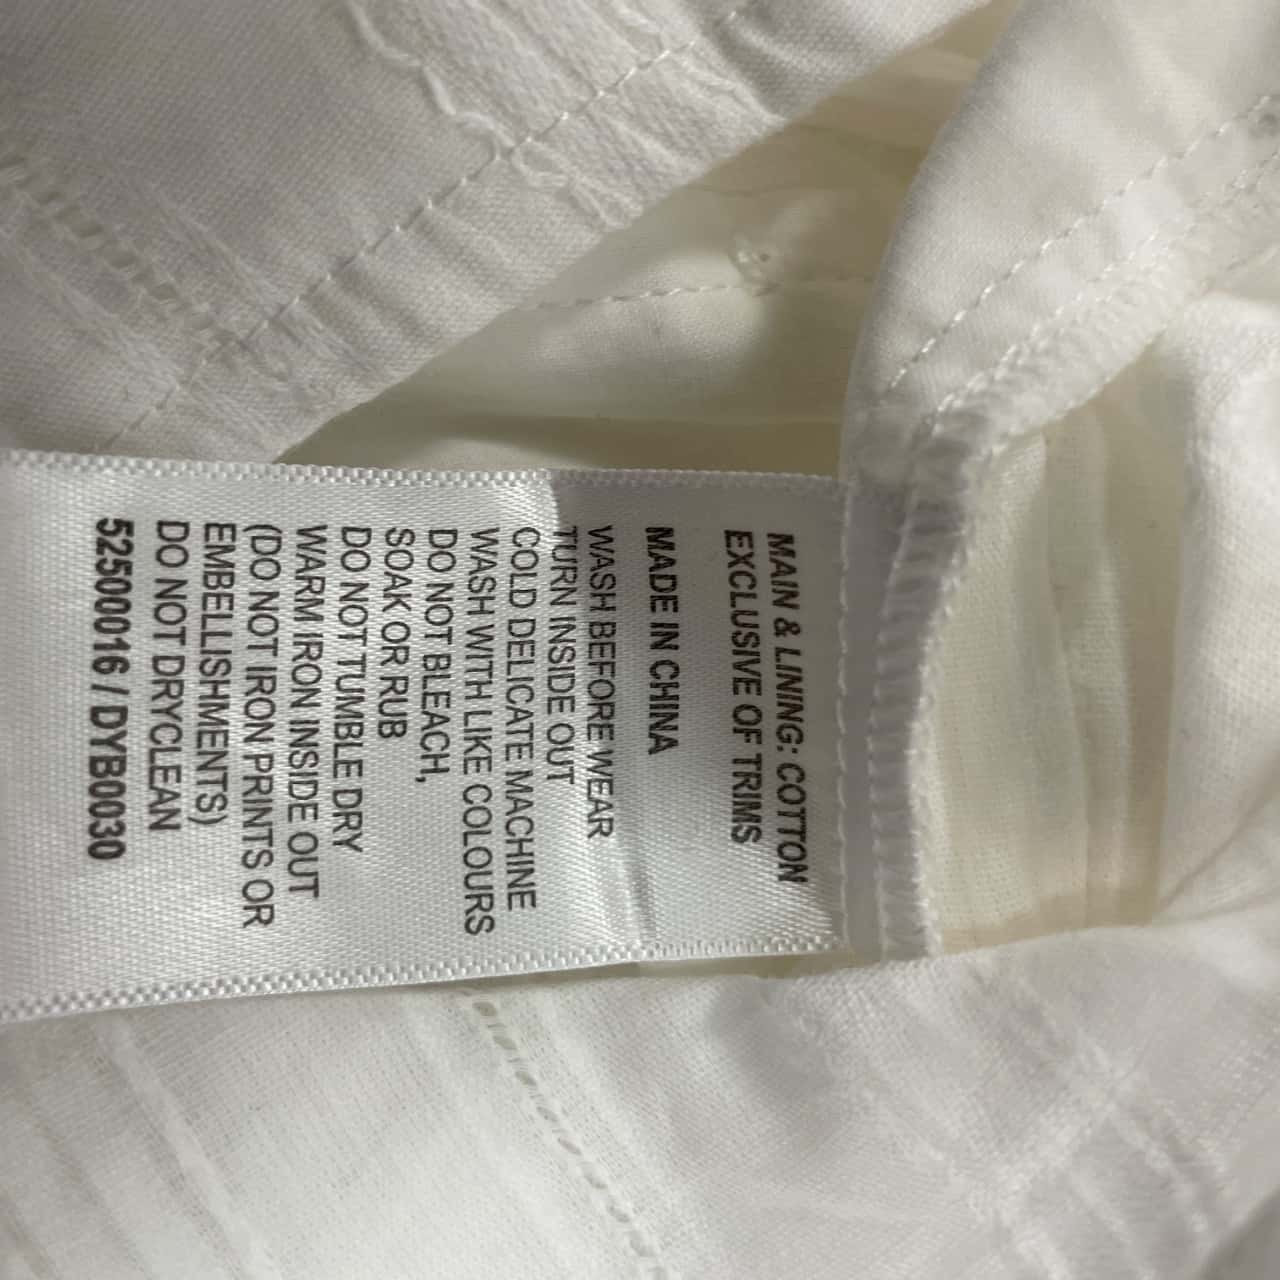 MAIN & LINING: COTTON
EXCLUSIVE OF TRIMS
MADE IN CHINA
WASH BEFORE WEAR
TURN INSIDE OUT
COLD DELICATE MACHINE
WASH WITH LIKE COLOURS
DO NOT BLEACH,
SOAK OR RUB
DO NOT TUMBLE DRY
WARM IRON INSIDE OUT
(DO NOT IRON PRINTS OR
EMBELLISHMENTS)
DO NOT DRYCLEAN
52500016 / DYB0030